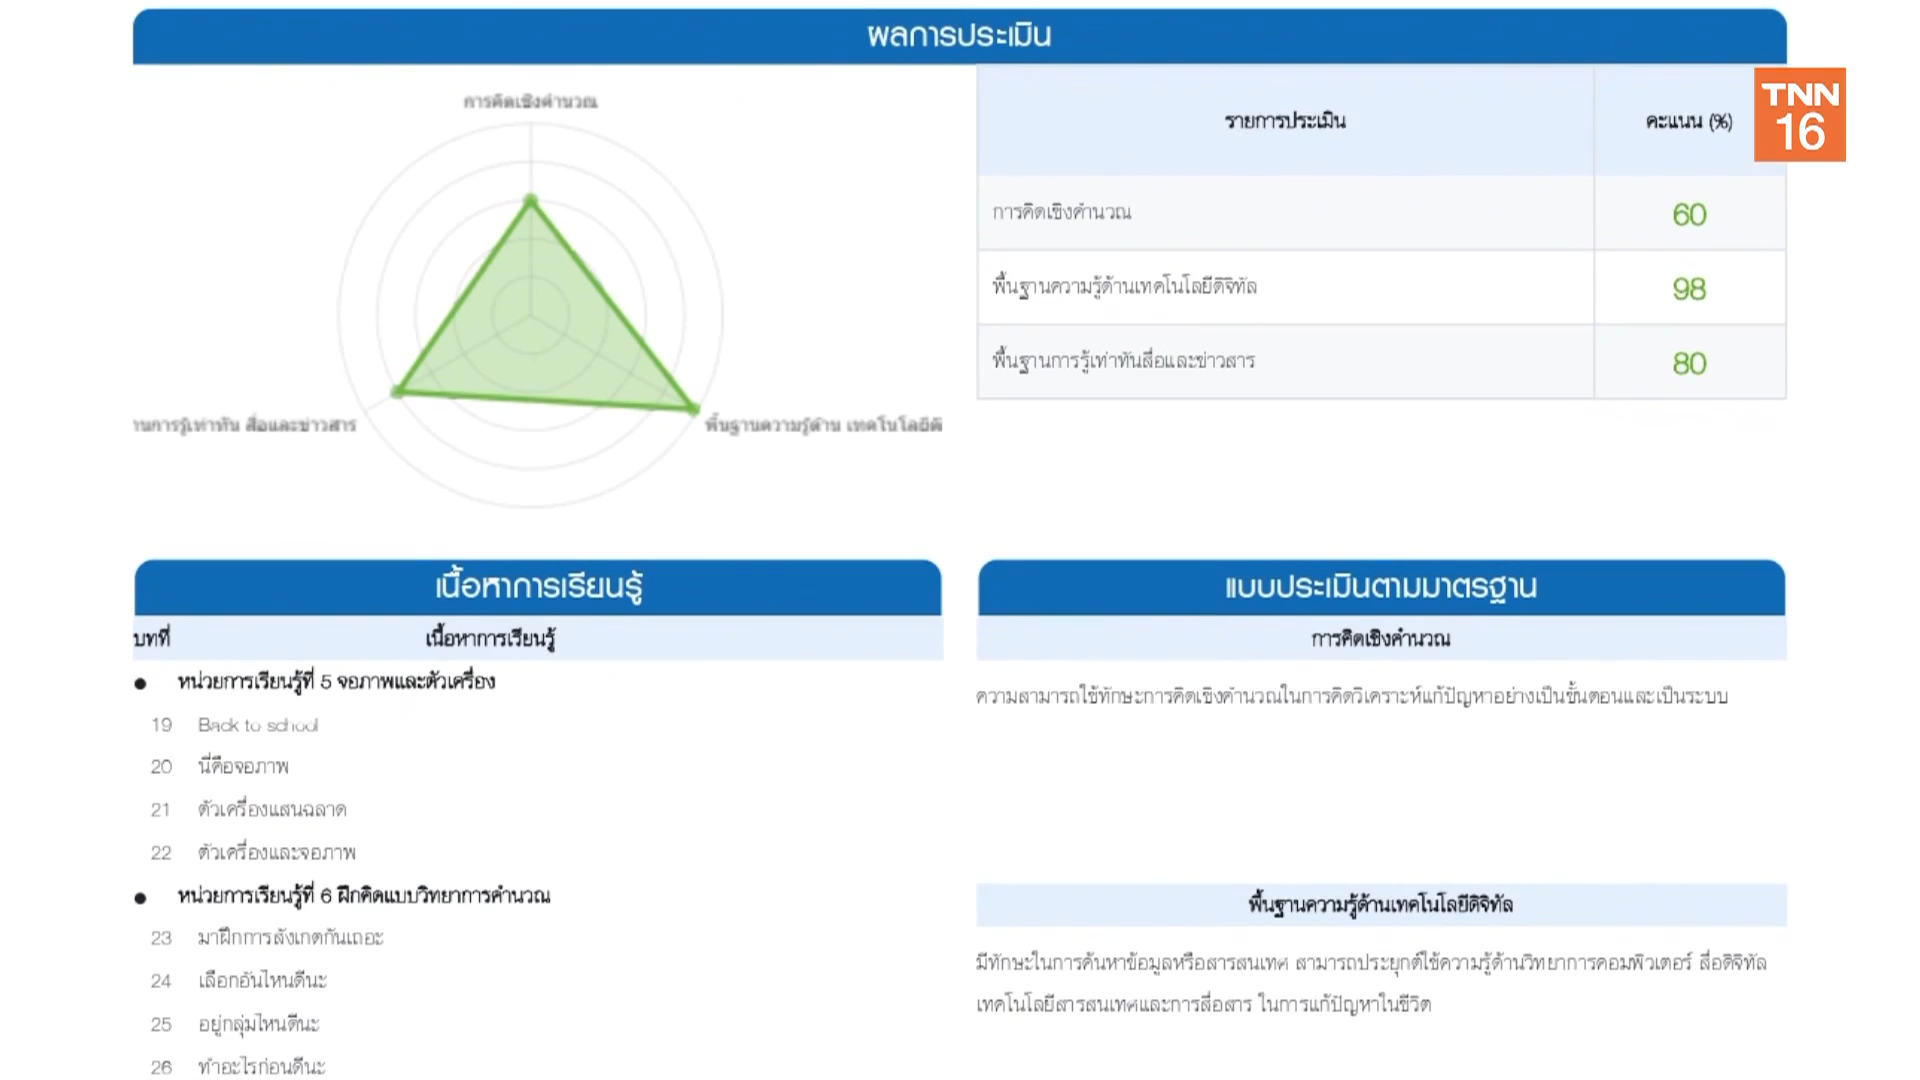 ผลการประเมิน
TNN
16
การคิดเชิงคำนวณ
านการรู้เท่าทัน สื่อและข่าวสาร
พื้นฐานความรู้ด้าน เทคโนโลยีดิ
รายการประเมิน คะแนน (%)
การคิดเชิงคำนวณ 60
พื้นฐานความรู้ด้านเทคโนโลยีดิจิทัล 98
พื้นฐานการรู้เท่าทันสื่อและข่าวสาร 80
เนื้อหาการเรียนรู้
บทที่ เนื้อหาการเรียนรู้
● หน่วยการเรียนรู้ที่ 5 จอภาพและตัวเครื่อง
19 Back to school
20 นี่คือจอภาพ
21 ตัวเครื่องแสนฉลาด
22 ตัวเครื่องและจอภาพ
● หน่วยการเรียนรู้ที่ 6 ฝึกคิดแบบวิทยาการคำนวณ
23 มาฝึกการสังเกตกันเถอะ
24 เลือกอันไหนดีนะ
25 อยู่กลุ่มไหนดีนะ
26 ทำอะไรก่อนดีนะ
แบบประเมินตามมาตรฐาน
การคิดเชิงคำนวณ
ความสามารถใช้ทักษะการคิดเชิงคำนวณในการคิดวิเคราะห์แก้ปัญหาอย่างเป็นขั้นตอนและเป็นระบบ
พื้นฐานความรู้ด้านเทคโนโลยีดิจิทัล
มีทักษะในการค้นหาข้อมูลหรือสารสนเทศ สามารถประยุกต์ใช้ความรู้ด้านวิทยาการคอมพิวเตอร์ สื่อดิจิทัล
เทคโนโลยีสารสนเทศและการสื่อสาร ในการแก้ปัญหาในชีวิต